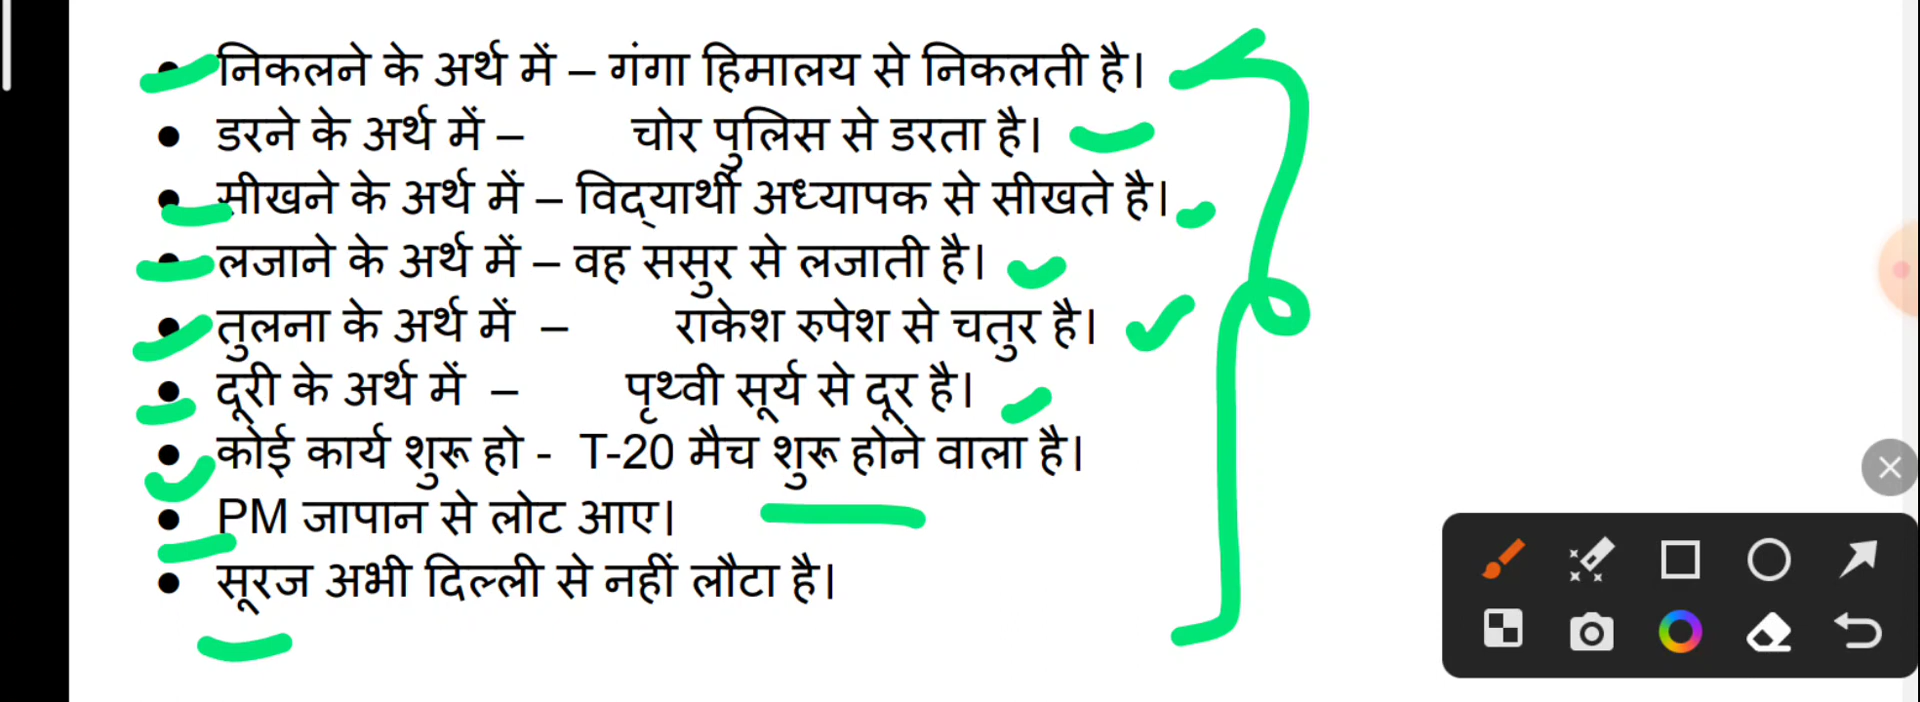 ● निकलने के अर्थ में – गंगा हिमालय से निकलती है।
● डरने के अर्थ में – चोर पुलिस से डरता है।
● सीखने के अर्थ में – विद्यार्थी अध्यापक से सीखते है।
● लजाने के अर्थ में – वह ससुर से लजाती है।
● तुलना के अर्थ में – राकेश रुपेश से चतुर है।
● दूरी के अर्थ में – पृथ्वी सूर्य से दूर है।
● कोई कार्य शुरू हो - T-20 मैच शुरू होने वाला है।
● PM जापान से लोट आए।
● सूरज अभी दिल्ली से नहीं लौटा है।